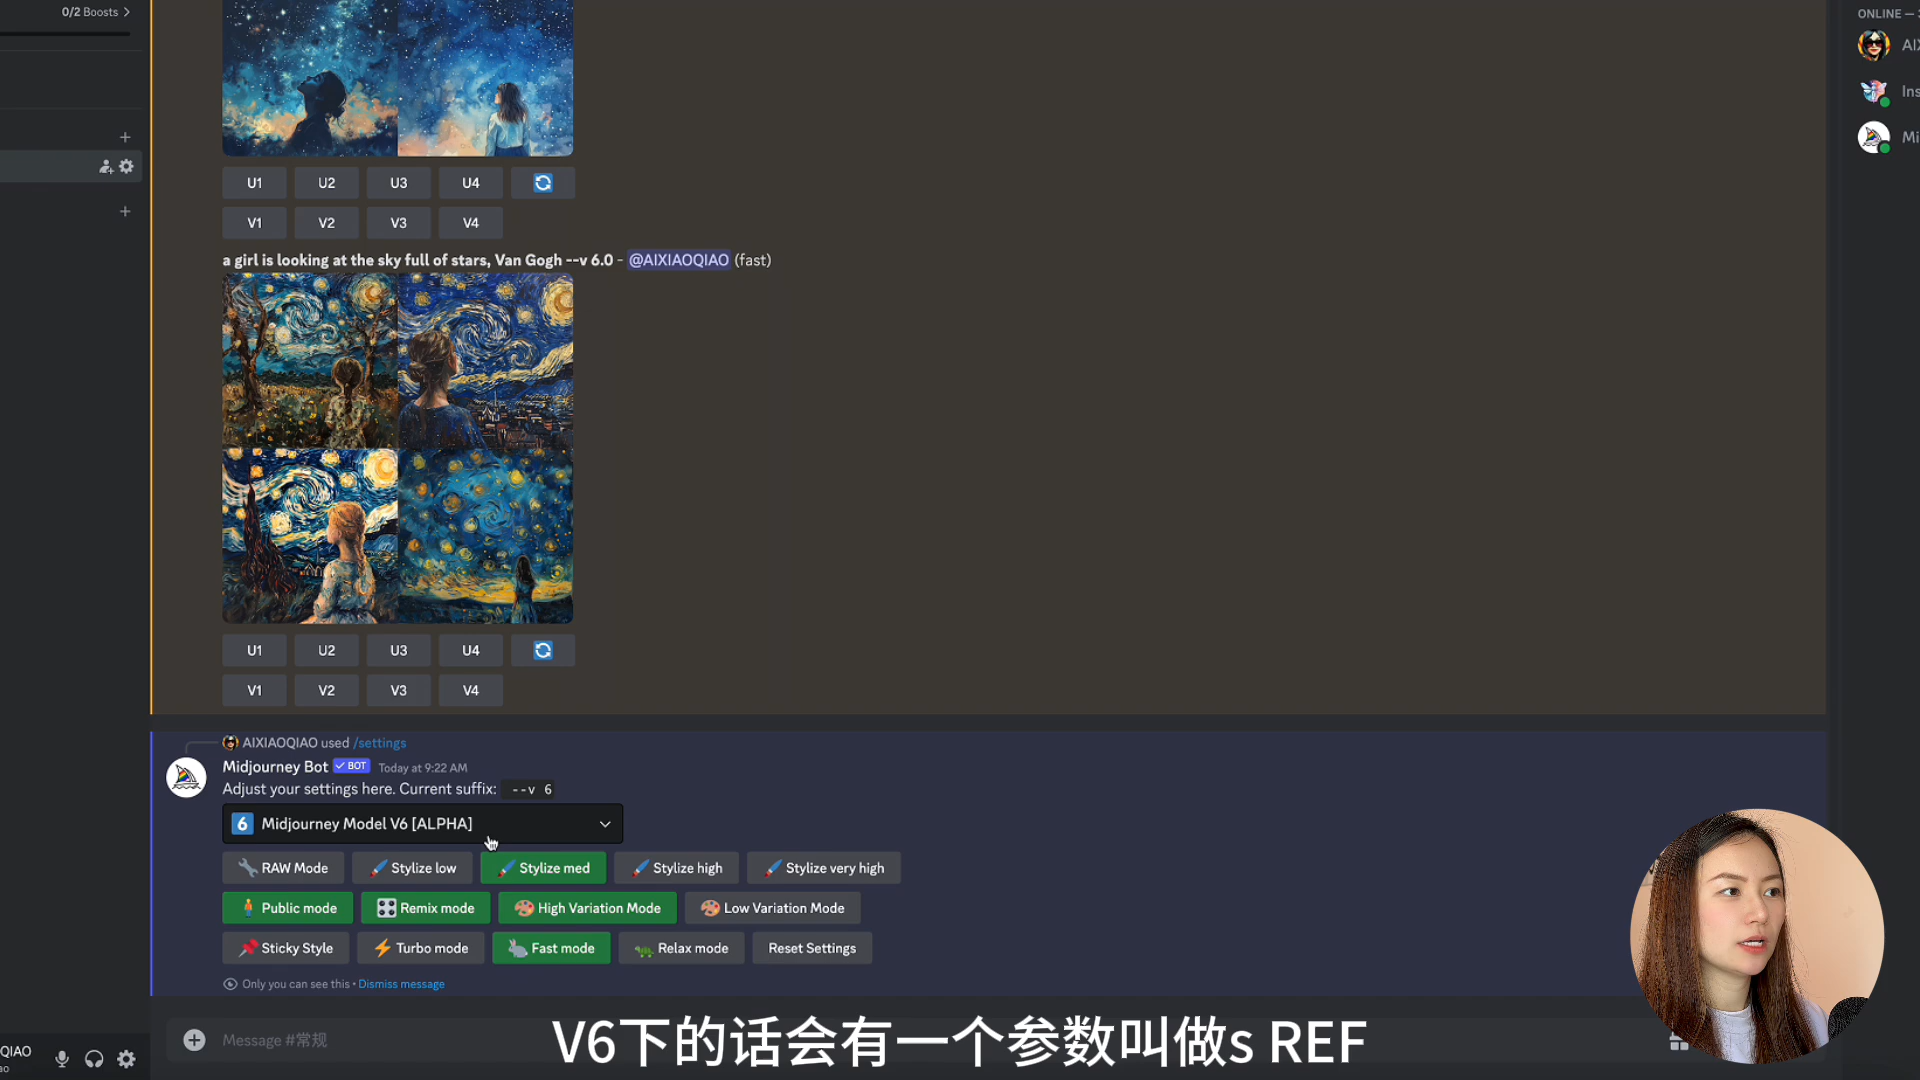 0/2 Boosts
ONLINE — 3
AIX
Ins
Mi
U1 U2 U3 U4
V1 V2 V3 V4
a girl is looking at the sky full of stars, Van Gogh --v 6.0 - @AIXIAOQIAO (fast)
U1 U2 U3 U4
V1 V2 V3 V4
AIXIAOQIAO used /settings
Midjourney Bot ✓ BOT Today at 9:22 AM
Adjust your settings here. Current suffix: --v 6
6 Midjourney Model V6 [ALPHA]
RAW Mode Stylize low Stylize med Stylize high Stylize very high
Public mode Remix mode High Variation Mode Low Variation Mode
Sticky Style Turbo mode Fast mode Relax mode Reset Settings
Only you can see this • Dismiss message
Message #常规
V6下的话会有一个参数叫做s REF
QIAO